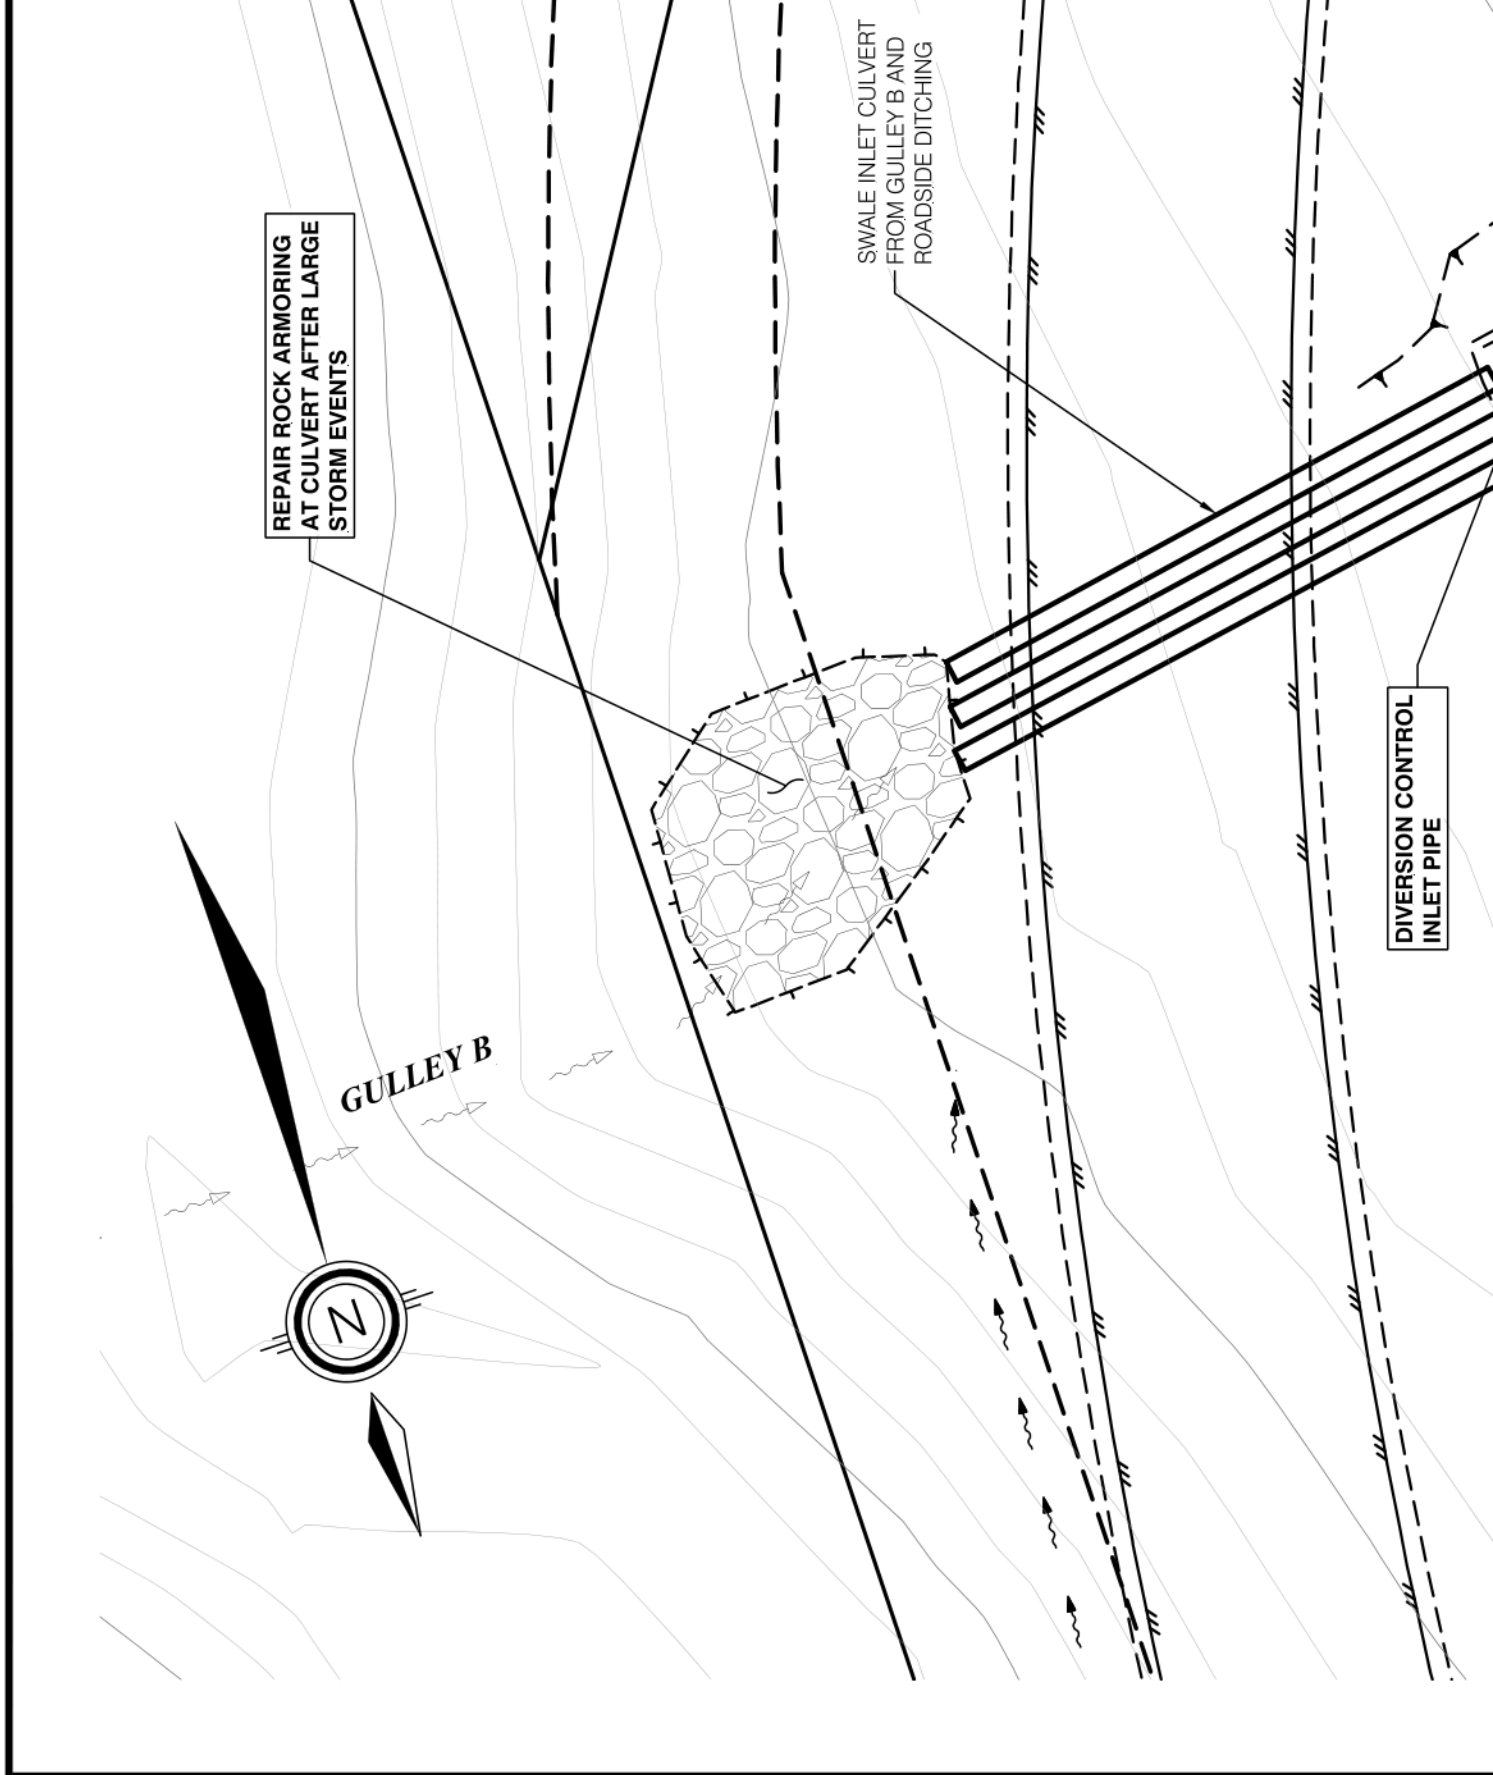 REPAIR ROCK ARMORING
AT CULVERT AFTER LARGE
STORM EVENTS
SWALE INLET CULVERT
FROM GULLEY B AND
ROADSIDE DITCHING
GULLEY B
N
DIVERSION CONTROL
INLET PIPE